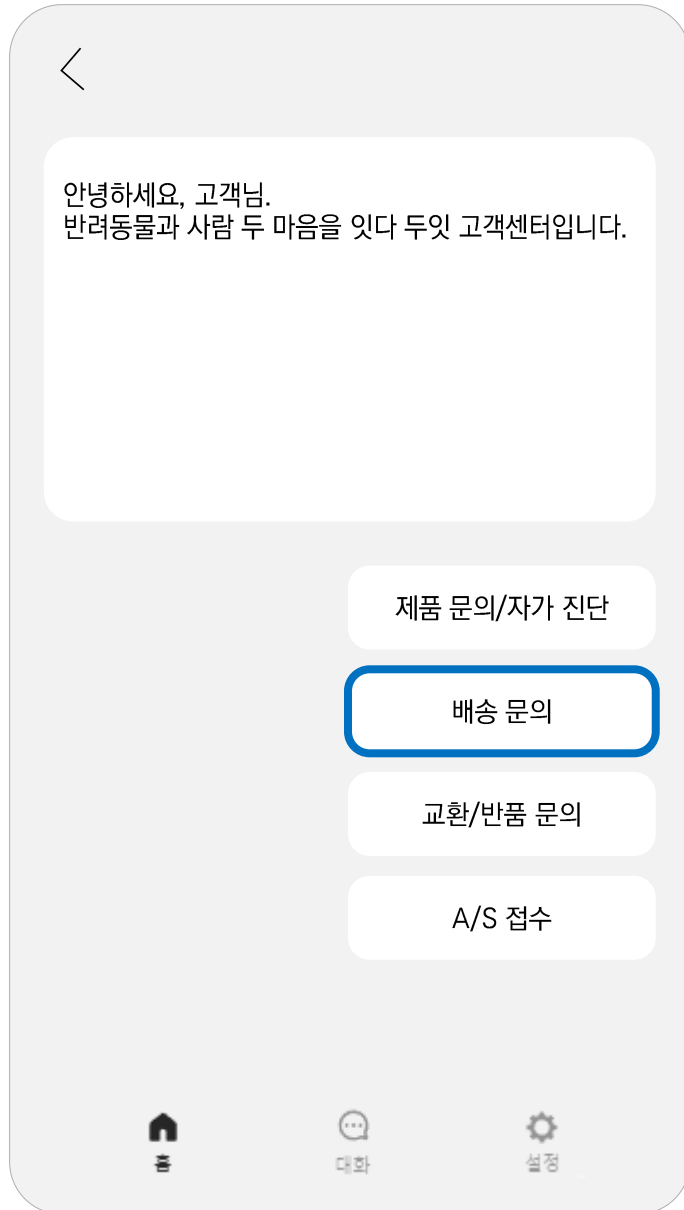 안녕하세요, 고객님.
반려동물과 사람 두 마음을 잇다 두잇 고객센터입니다.
제품 문의/자가 진단
배송 문의
교환/반품 문의
A/S 접수
홈
대화
설정